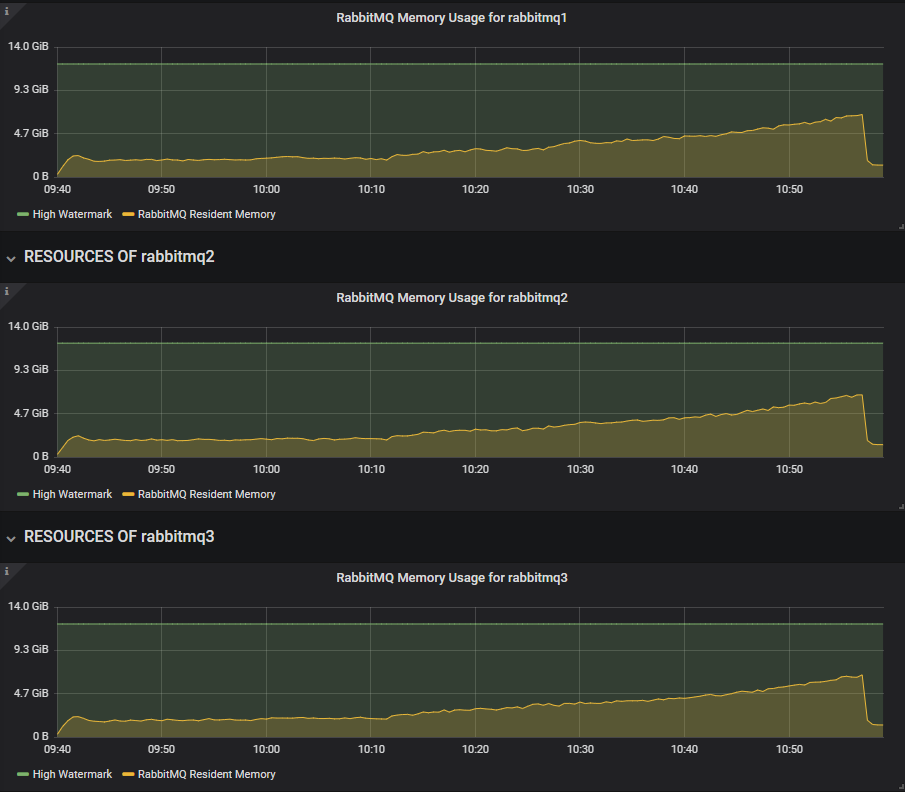 i
RabbitMQ Memory Usage for rabbitmq1
14.0 GiB
9.3 GiB
4.7 GiB
0 B
09:40 09:50 10:00 10:10 10:20 10:30 10:40 10:50
High Watermark RabbitMQ Resident Memory
RESOURCES OF rabbitmq2
i
RabbitMQ Memory Usage for rabbitmq2
14.0 GiB
9.3 GiB
4.7 GiB
0 B
09:40 09:50 10:00 10:10 10:20 10:30 10:40 10:50
High Watermark RabbitMQ Resident Memory
RESOURCES OF rabbitmq3
i
RabbitMQ Memory Usage for rabbitmq3
14.0 GiB
9.3 GiB
4.7 GiB
0 B
09:40 09:50 10:00 10:10 10:20 10:30 10:40 10:50
High Watermark RabbitMQ Resident Memory